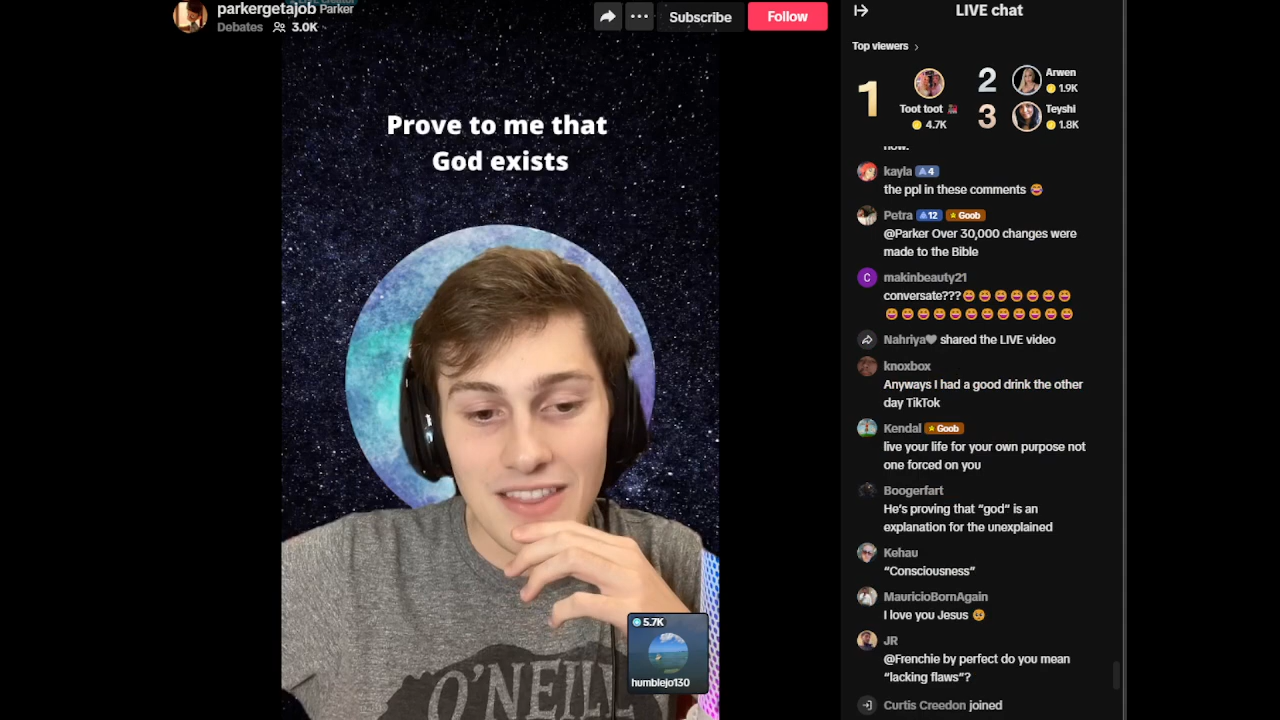 parkergetajob Parker
Debates 3.0K
Subscribe
Follow
Prove to me that
God exists
O'NEILL
5.7K
humblejo130
LIVE chat
Top viewers
1
Toot toot
4.7K
2
Arwen
1.9K
3
Teyshi
1.8K
now.
kayla 4
the ppl in these comments
Petra 12 Goob
@Parker Over 30,000 changes were
made to the Bible
C
makinbeauty21
conversate???
Nahriya shared the LIVE video
knoxbox
Anyways I had a good drink the other
day TikTok
Kendal Goob
live your life for your own purpose not
one forced on you
Boogerfart
He's proving that “god” is an
explanation for the unexplained
Kehau
“Consciousness”
MauricioBornAgain
I love you Jesus
JR
@Frenchie by perfect do you mean
“lacking flaws”?
Curtis Creedon joined